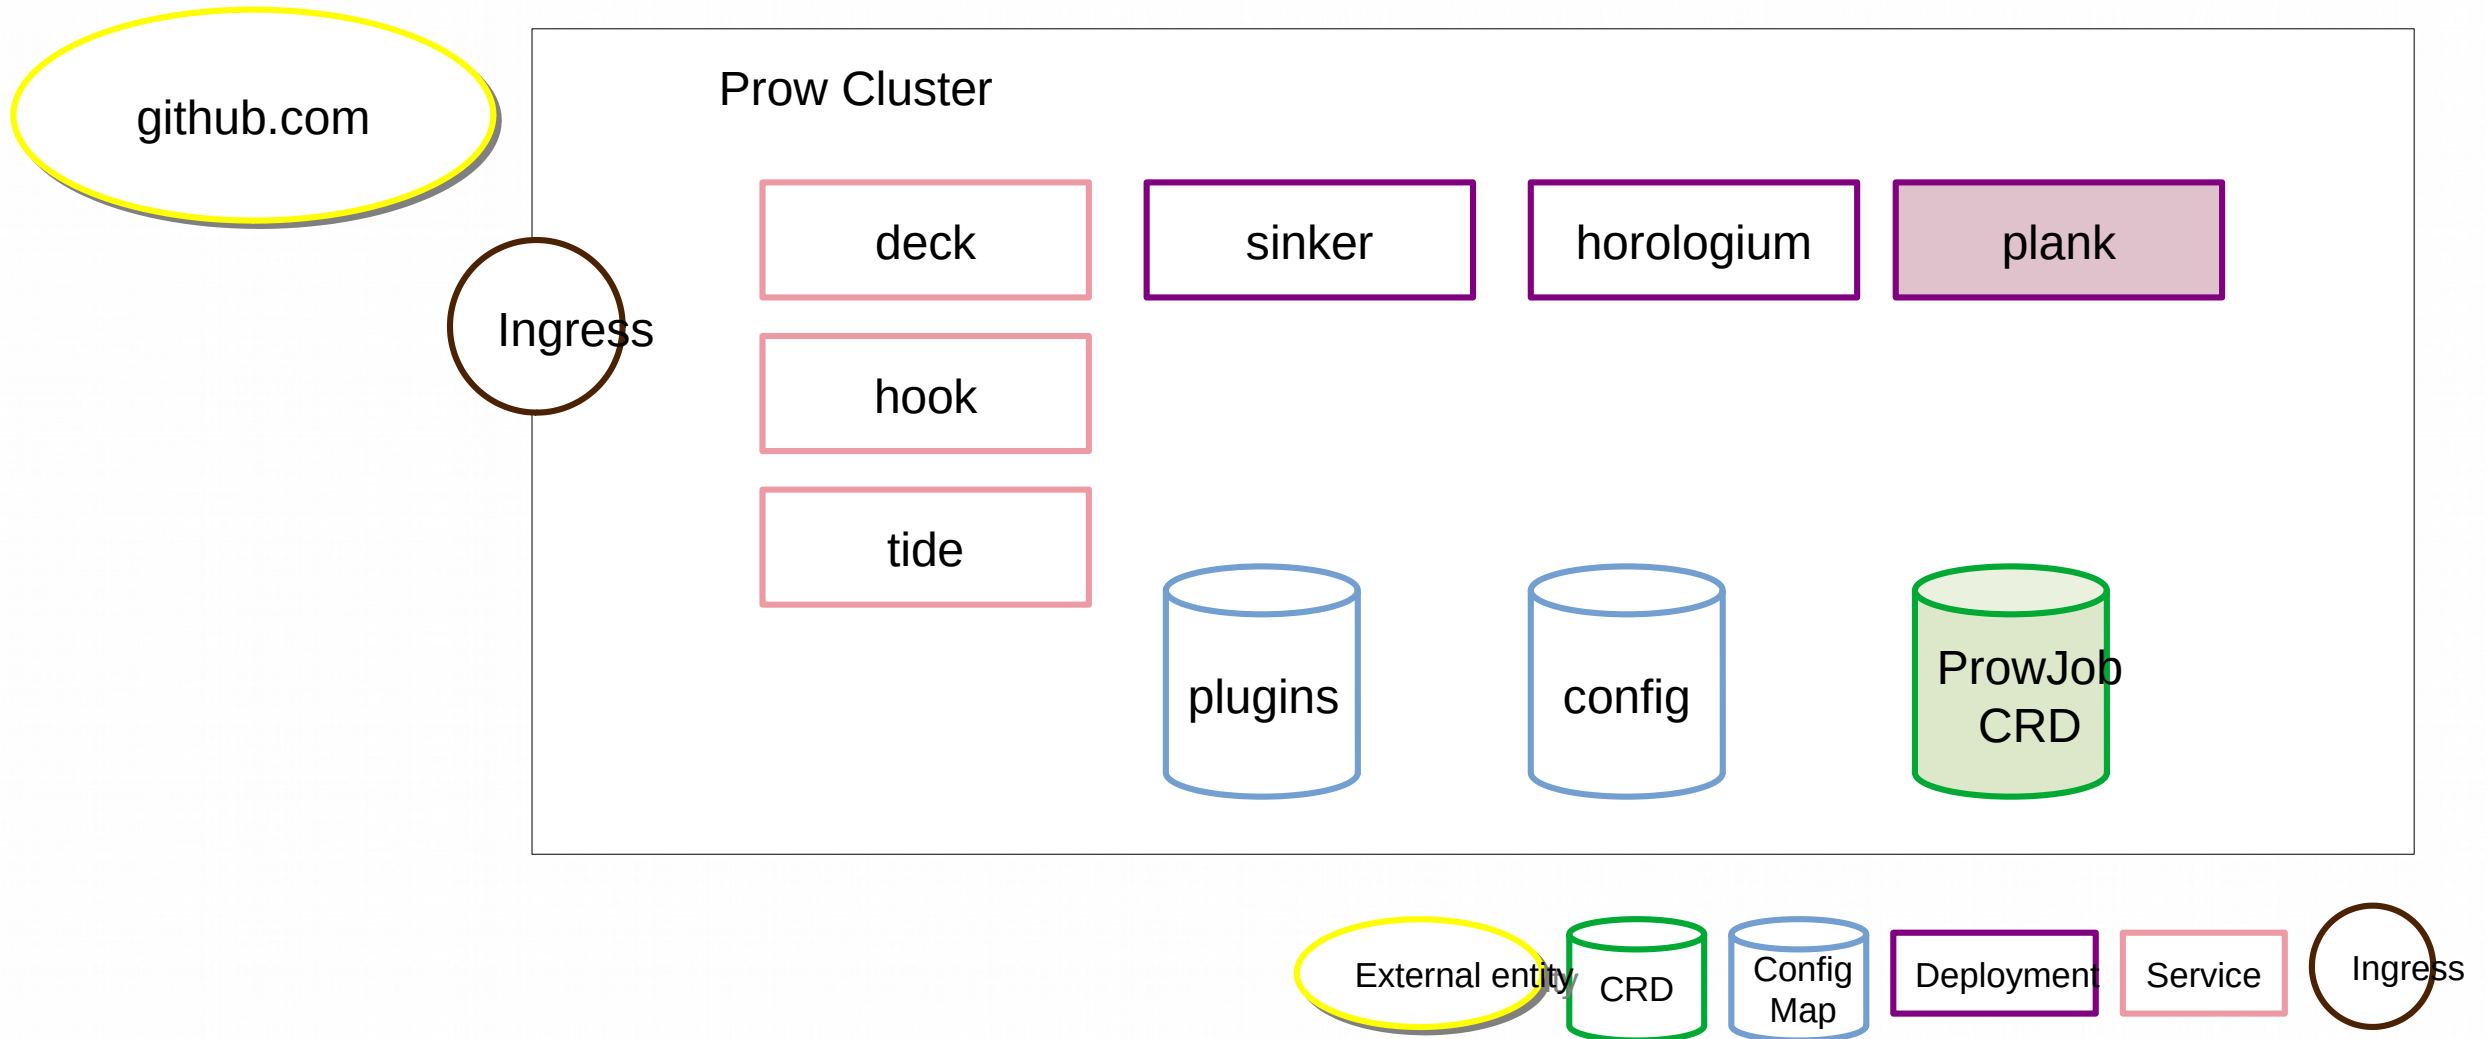 github.com
Prow Cluster
deck
sinker
horologium
plank
Ingress
hook
tide
plugins
config
ProwJob
CRD
External entity
CRD
Config
Map
Deployment
Service
Ingress